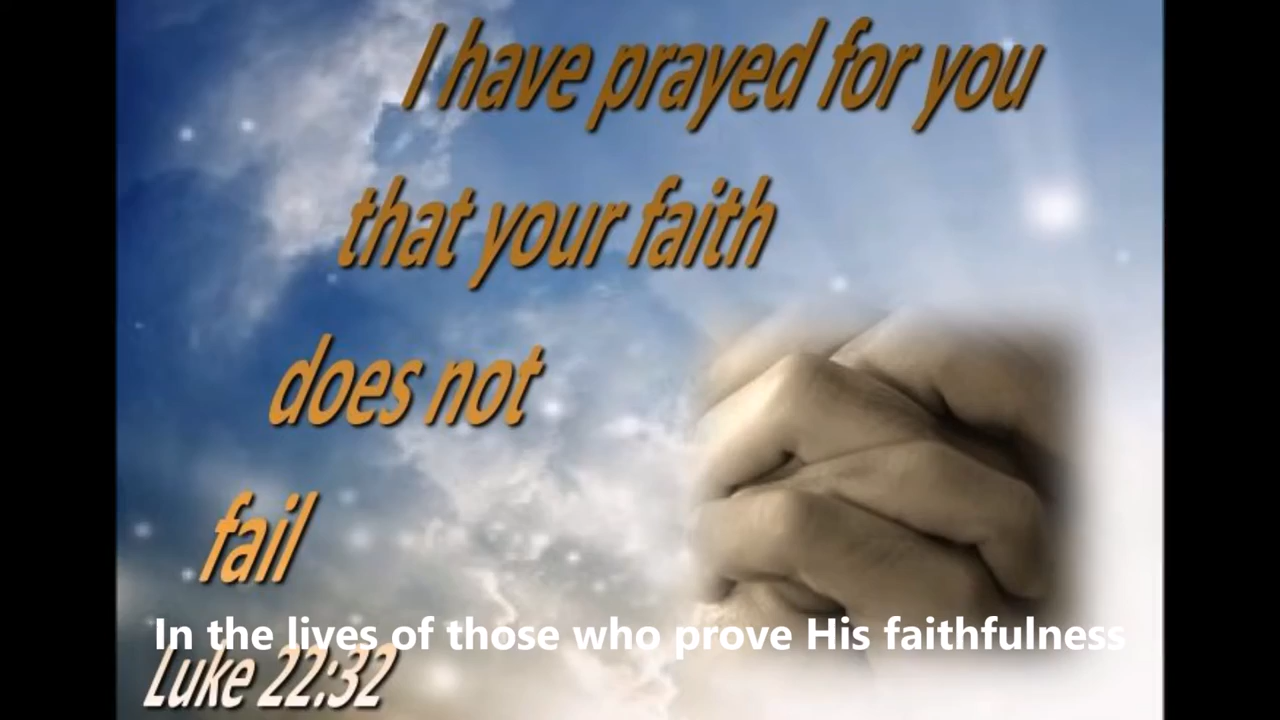 I have prayed for you
that your faith
does not
fail
In the lives of those who prove His faithfulness
Luke 22:32